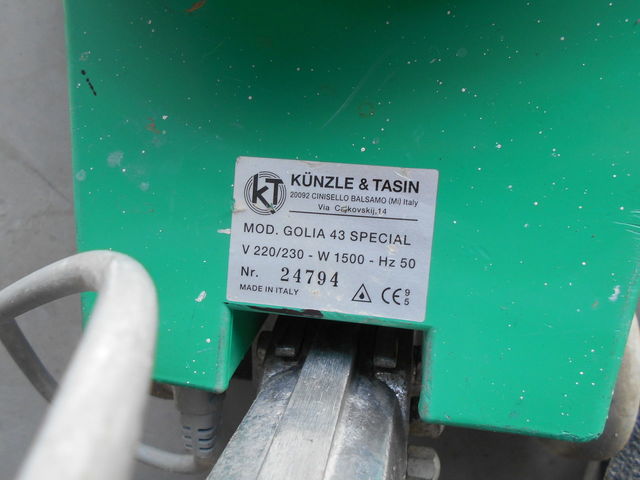 kT
KÜNZLE & TASIN
20092 CINISELLO BALSAMO (Mi) Italy
Via Cajkovskij, 14
MOD. GOLIA 43 SPECIAL
V 220/230 - W 1500 - Hz 50
Nr. 24794
MADE IN ITALY CE 95